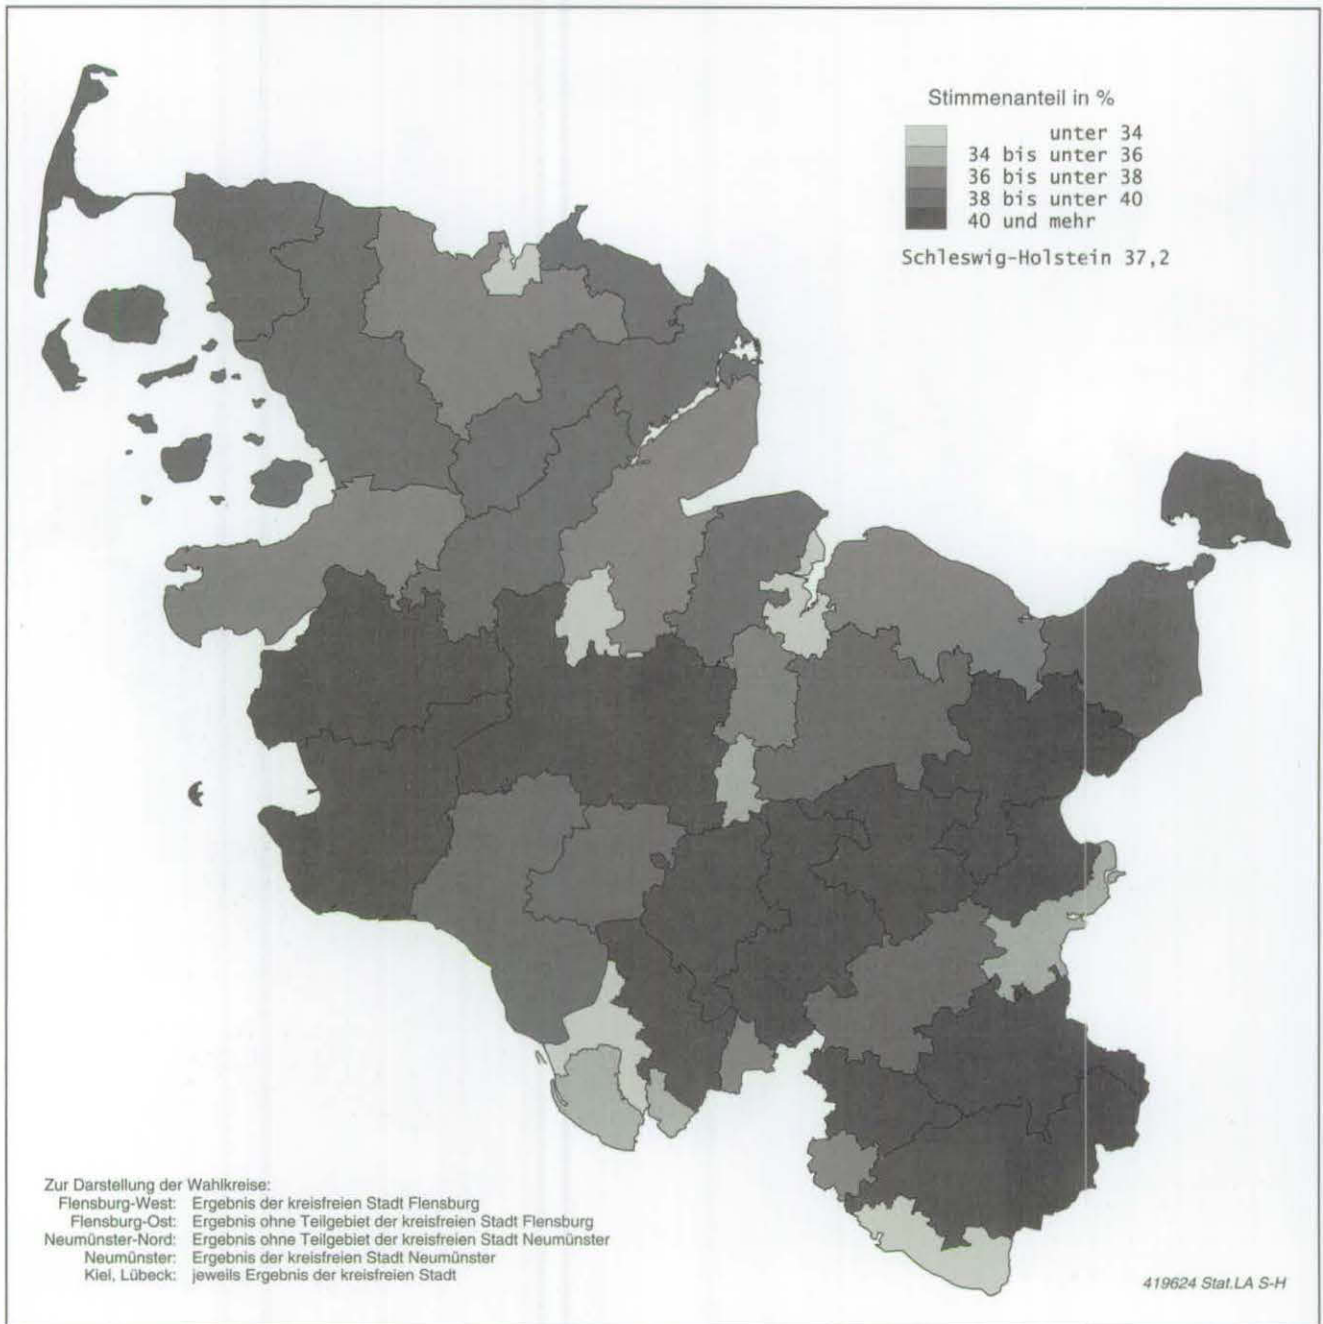 Stimmenanteil in %
unter 34
34 bis unter 36
36 bis unter 38
38 bis unter 40
40 und mehr
Schleswig-Holstein 37,2
Zur Darstellung der Wahlkreise:
Flensburg-West: Ergebnis der kreisfreien Stadt Flensburg
Flensburg-Ost: Ergebnis ohne Teilgebiet der kreisfreien Stadt Flensburg
Neumünster-Nord: Ergebnis ohne Teilgebiet der kreisfreien Stadt Neumünster
Neumünster: Ergebnis der kreisfreien Stadt Neumünster
Kiel, Lübeck: jeweils Ergebnis der kreisfreien Stadt
419624 Stat.LA S-H